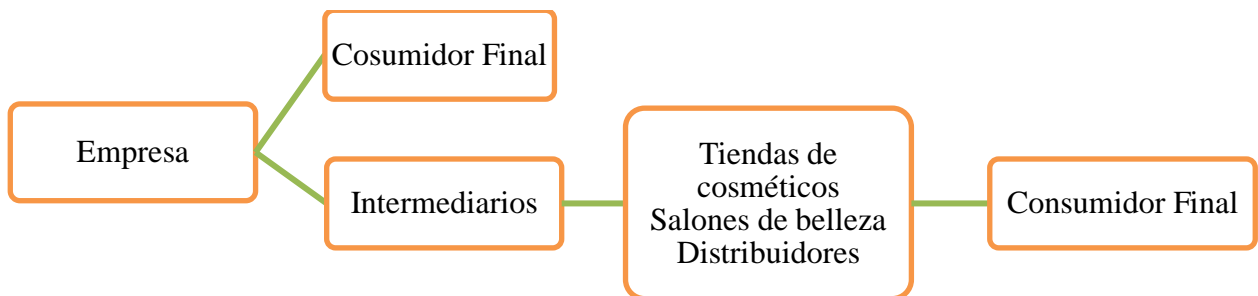 Cosumidor Final
Empresa
Intermediarios
Tiendas de
cosméticos
Salones de belleza
Distribuidores
Consumidor Final